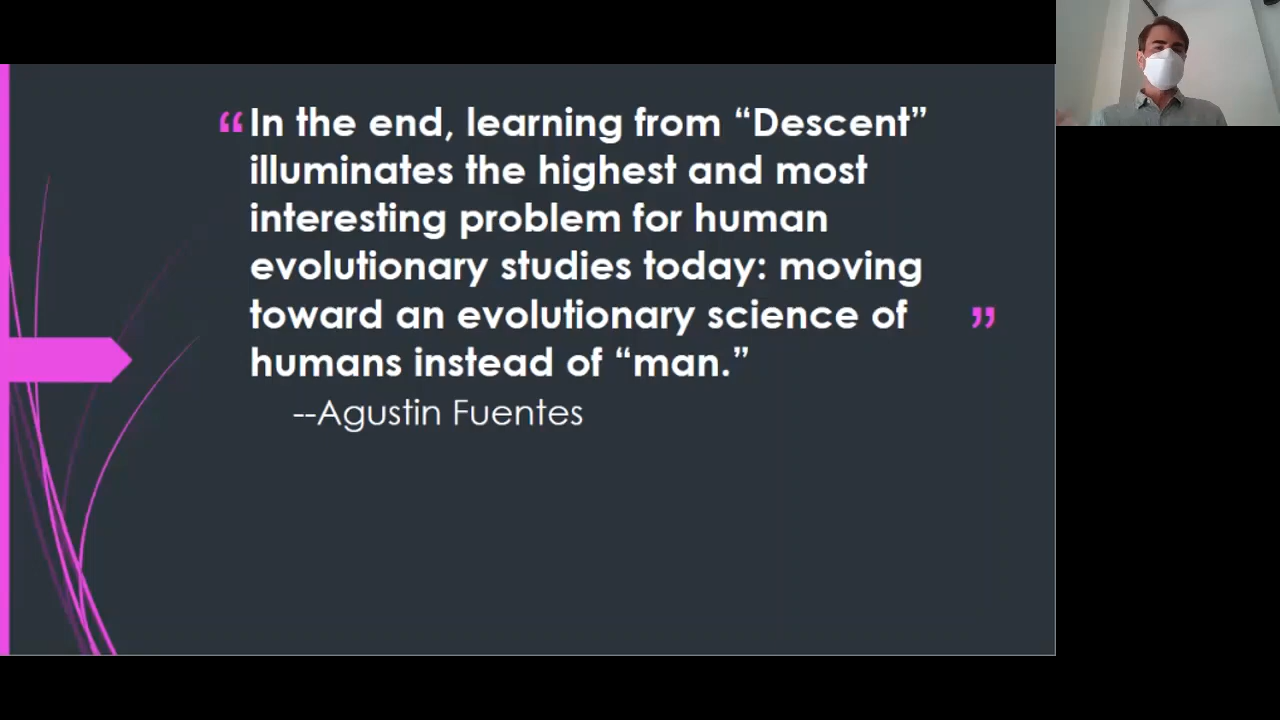 “In the end, learning from “Descent”
illuminates the highest and most
interesting problem for human
evolutionary studies today: moving
toward an evolutionary science of
humans instead of “man.” ”
--Agustin Fuentes